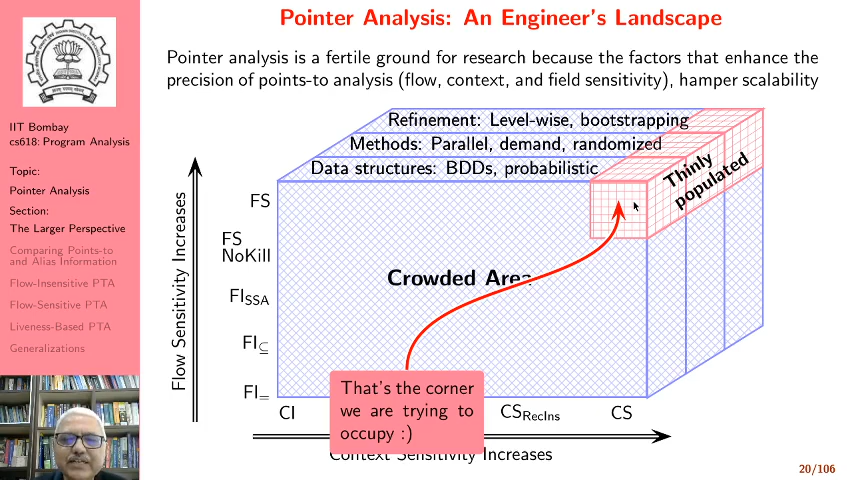 Pointer Analysis: An Engineer's Landscape
Pointer analysis is a fertile ground for research because the factors that enhance the
precision of points-to analysis (flow, context, and field sensitivity), hamper scalability
IIT Bombay
cs618: Program Analysis
Topic:
Pointer Analysis
Section:
The Larger Perspective
Comparing Points-to
and Alias Information
Flow-Insensitive PTA
Flow-Sensitive PTA
Liveness-Based PTA
Generalizations
Refinement: Level-wise, bootstrapping
Methods: Parallel, demand, randomized
Data structures: BDDs, probabilistic
Thinly
populated
Flow Sensitivity Increases
FS
FS
NoKill
FI_SSA
FI_⊆
FI_=
Crowded Area
That's the corner
we are trying to
occupy :)
CI
CS_RecIns
CS
Context Sensitivity Increases
20/106